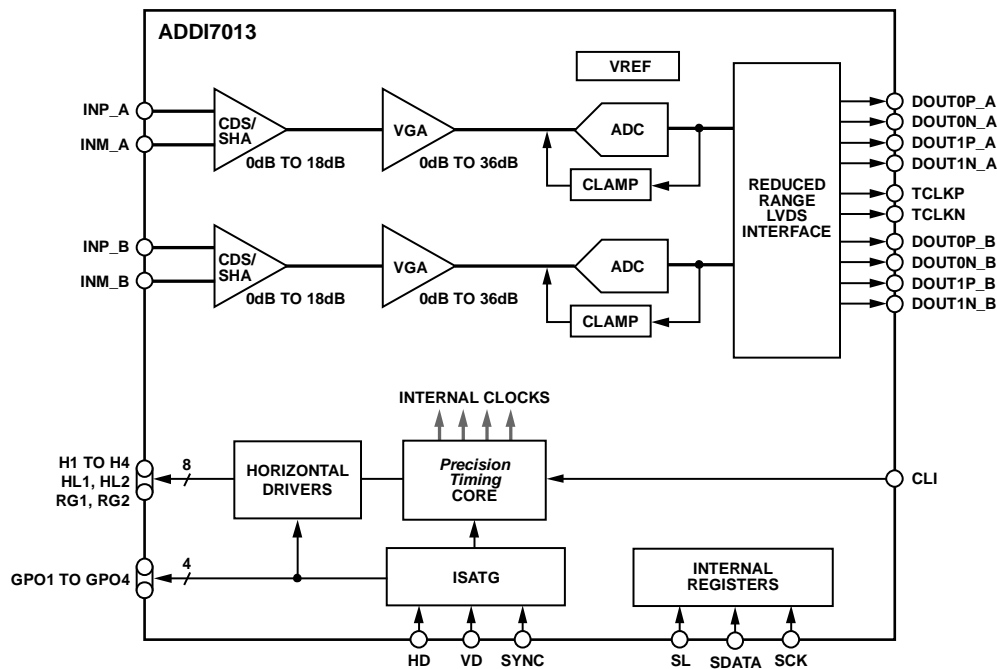 ADDI7013
VREF
INP_A
INM_A
CDS/
SHA
0dB TO 18dB
VGA
0dB TO 36dB
ADC
CLAMP
REDUCED
RANGE
LVDS
INTERFACE
DOUT0P_A
DOUT0N_A
DOUT1P_A
DOUT1N_A
TCLKP
TCLKN
DOUT0P_B
DOUT0N_B
DOUT1P_B
DOUT1N_B
INP_B
INM_B
CDS/
SHA
0dB TO 18dB
VGA
0dB TO 36dB
ADC
CLAMP
INTERNAL CLOCKS
H1 TO H4
HL1, HL2
RG1, RG2
8
HORIZONTAL
DRIVERS
Precision
Timing
CORE
CLI
GPO1 TO GPO4
4
ISATG
INTERNAL
REGISTERS
HD
VD
SYNC
SL
SDATA
SCK